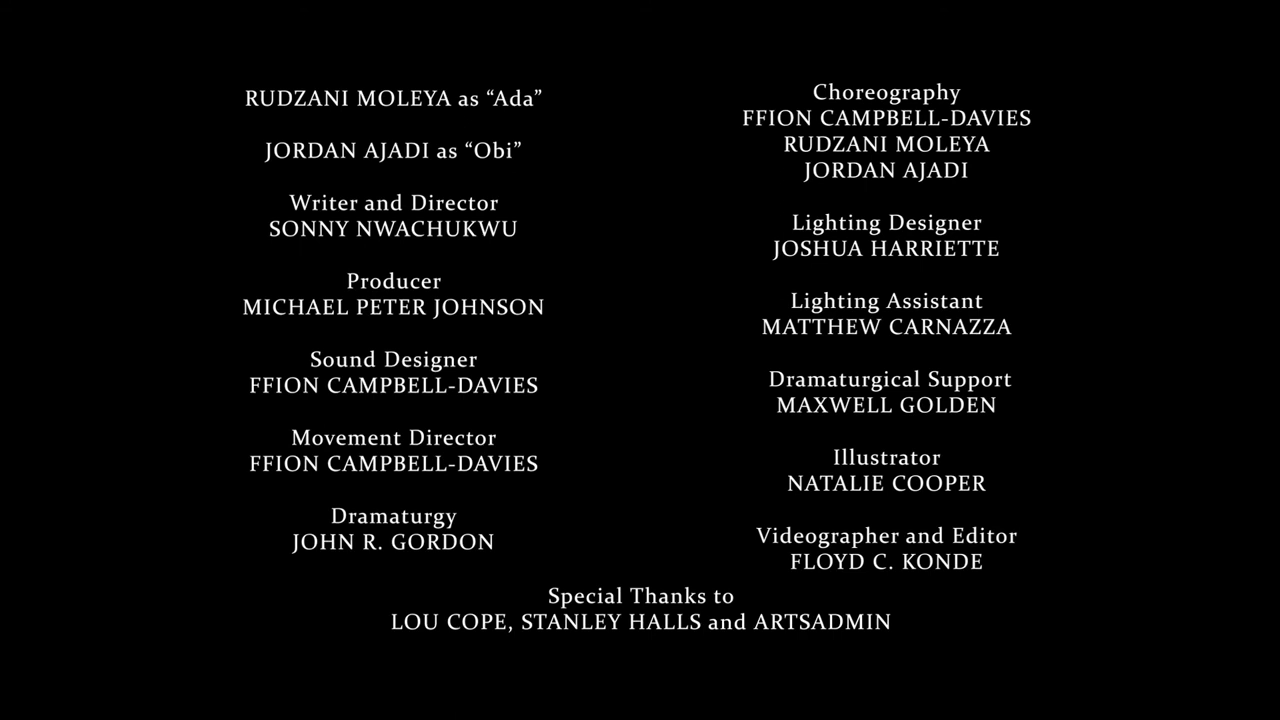 RUDZANI MOLEYA as “Ada”
JORDAN AJADI as “Obi”
Writer and Director
SONNY NWACHUKWU
Producer
MICHAEL PETER JOHNSON
Sound Designer
FFION CAMPBELL-DAVIES
Movement Director
FFION CAMPBELL-DAVIES
Dramaturgy
JOHN R. GORDON
Choreography
FFION CAMPBELL-DAVIES
RUDZANI MOLEYA
JORDAN AJADI
Lighting Designer
JOSHUA HARRIETTE
Lighting Assistant
MATTHEW CARNAZZA
Dramaturgical Support
MAXWELL GOLDEN
Illustrator
NATALIE COOPER
Videographer and Editor
FLOYD C. KONDE
Special Thanks to
LOU COPE, STANLEY HALLS and ARTSADMIN